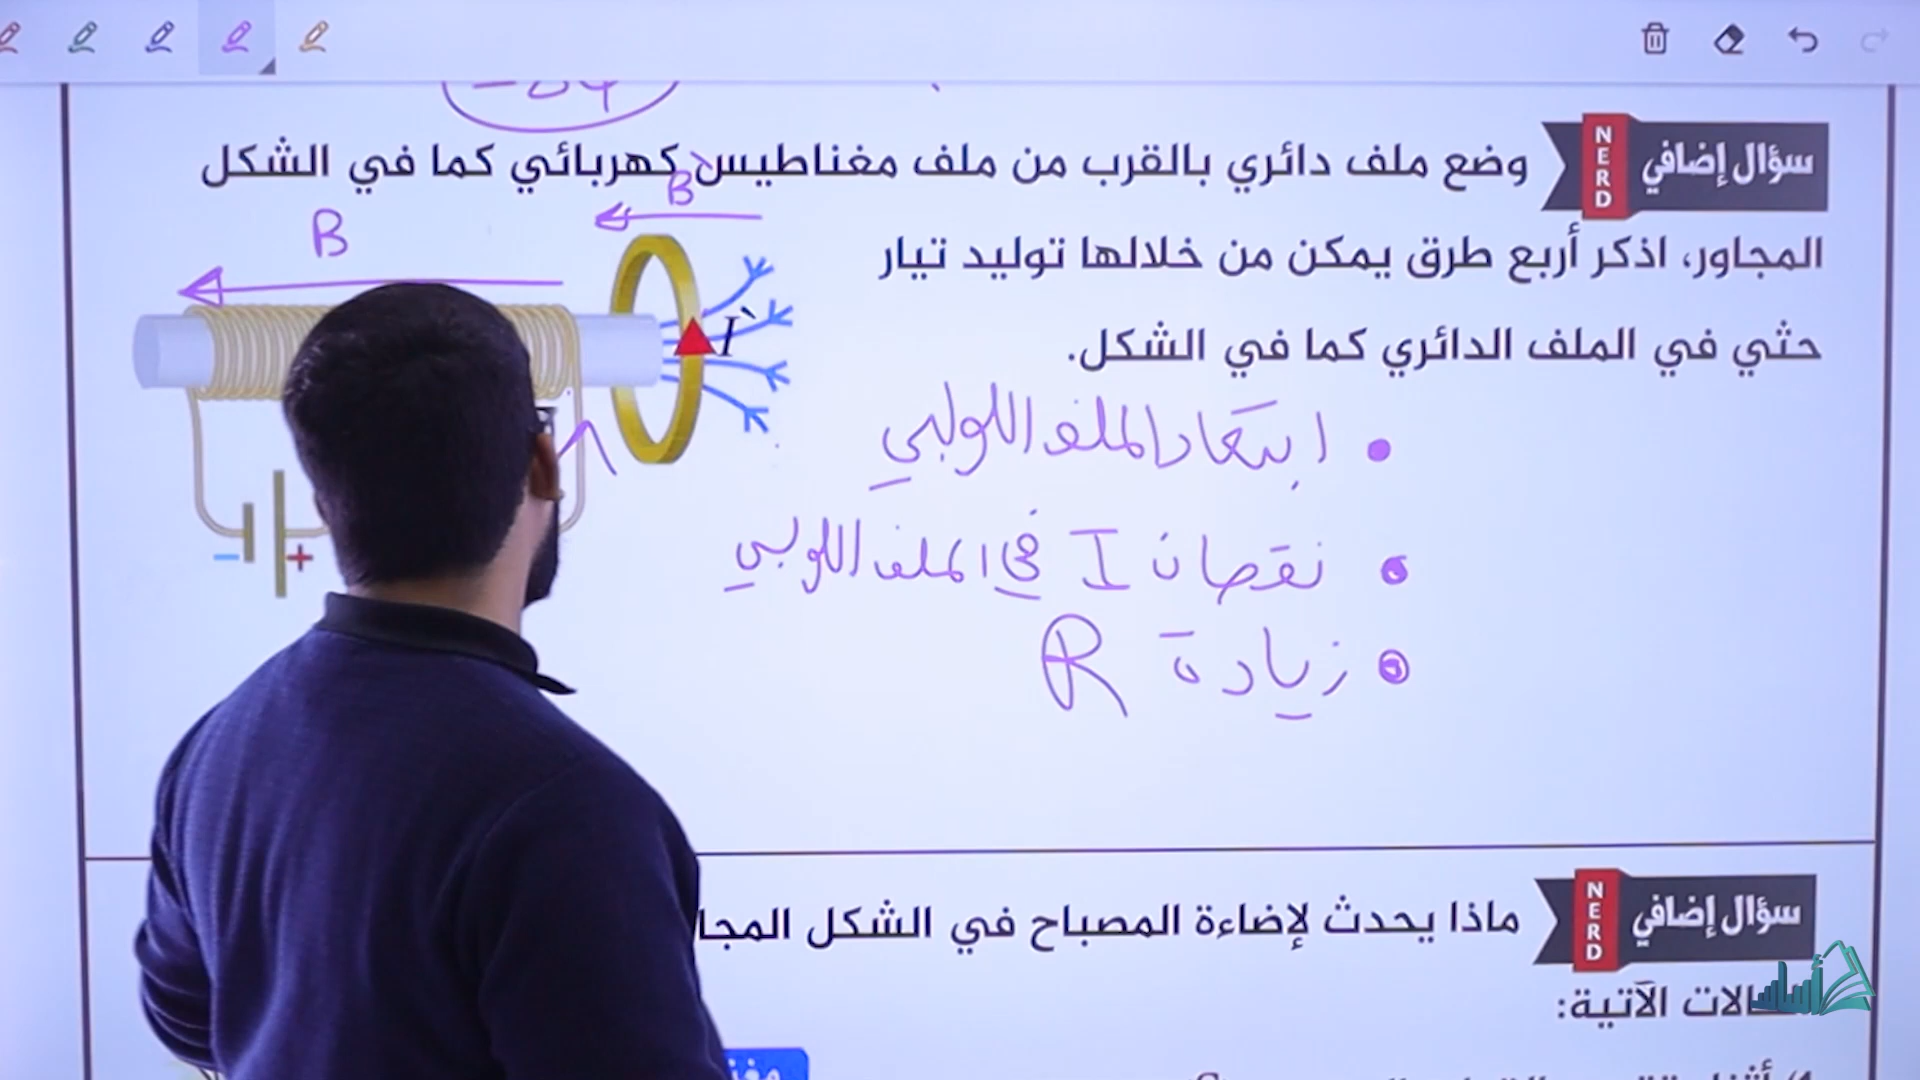 سؤال إضافي NERD وضع ملف دائري بالقرب من ملف مغناطيس كهربائي كما في الشكل
المجاور، اذكر أربع طرق يمكن من خلالها توليد تيار
حثي في الملف الدائري كما في الشكل.
B
B
I`
ابتعاد الملف اللولبي
نقصان I في الملف اللولبي
زيادة R
− +
سؤال إضافي NERD ماذا يحدث لإضاءة المصباح في الشكل
الآتية:
أساس